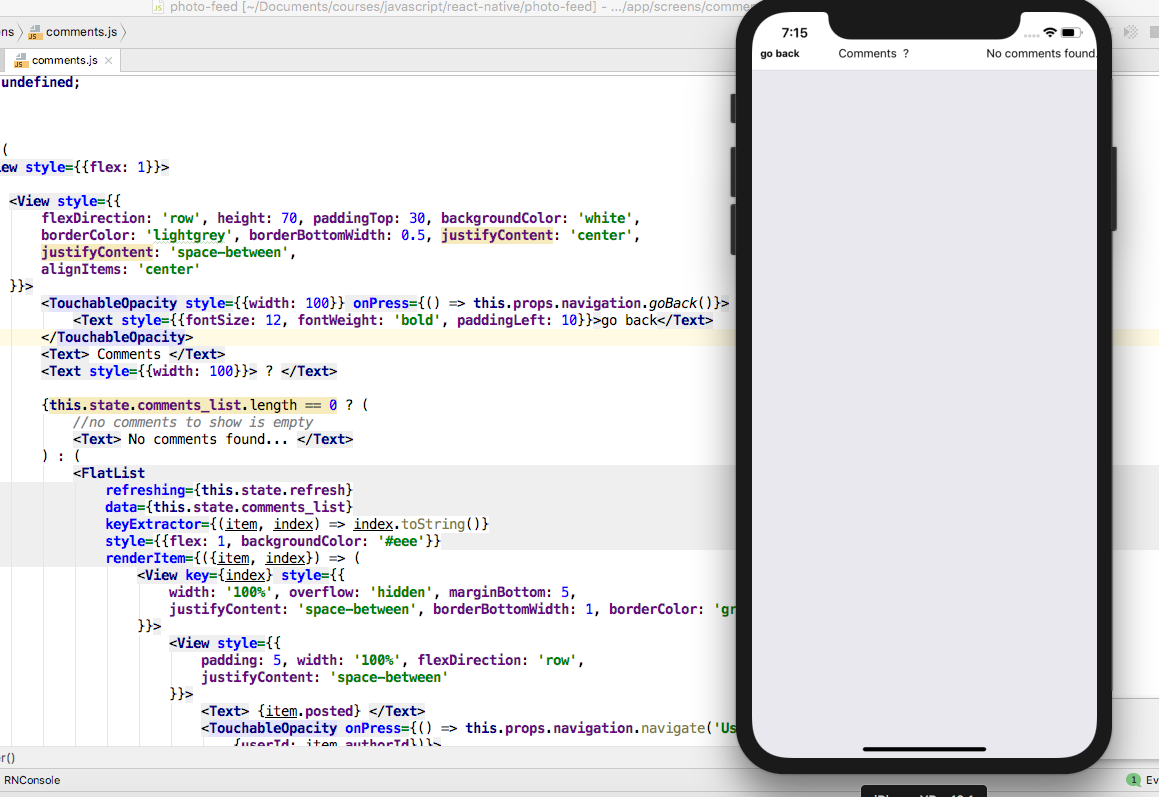 photo-feed [~/Documents/courses/javascript/react-native/photo-feed] - .../app/screens/commen
ns comments.js
comments.js
undefined;
(
ew style={{flex: 1}}>
<View style={{
flexDirection: 'row', height: 70, paddingTop: 30, backgroundColor: 'white',
borderColor: 'lightgrey', borderBottomWidth: 0.5, justifyContent: 'center',
justifyContent: 'space-between',
alignItems: 'center'
}}>
<TouchableOpacity style={{width: 100}} onPress={() => this.props.navigation.goBack()}>
<Text style={{fontSize: 12, fontWeight: 'bold', paddingLeft: 10}}>go back</Text>
</TouchableOpacity>
<Text> Comments </Text>
<Text style={{width: 100}}> ? </Text>
{this.state.comments_list.length == 0 ? (
//no comments to show is empty
<Text> No comments found... </Text>
) : (
<FlatList
refreshing={this.state.refresh}
data={this.state.comments_list}
keyExtractor={(item, index) => index.toString()}
style={{flex: 1, backgroundColor: '#eee'}}
renderItem={({item, index}) => (
<View key={index} style={{
width: '100%', overflow: 'hidden', marginBottom: 5,
justifyContent: 'space-between', borderBottomWidth: 1, borderColor: 'gr
}}>
<View style={{
padding: 5, width: '100%', flexDirection: 'row',
justifyContent: 'space-between'
}}>
<Text> {item.posted} </Text>
<TouchableOpacity onPress={() => this.props.navigation.navigate('Us
{userId: item.authorId})}>
r()
RNConsole
7:15
go back Comments ? No comments found.
1 Ev